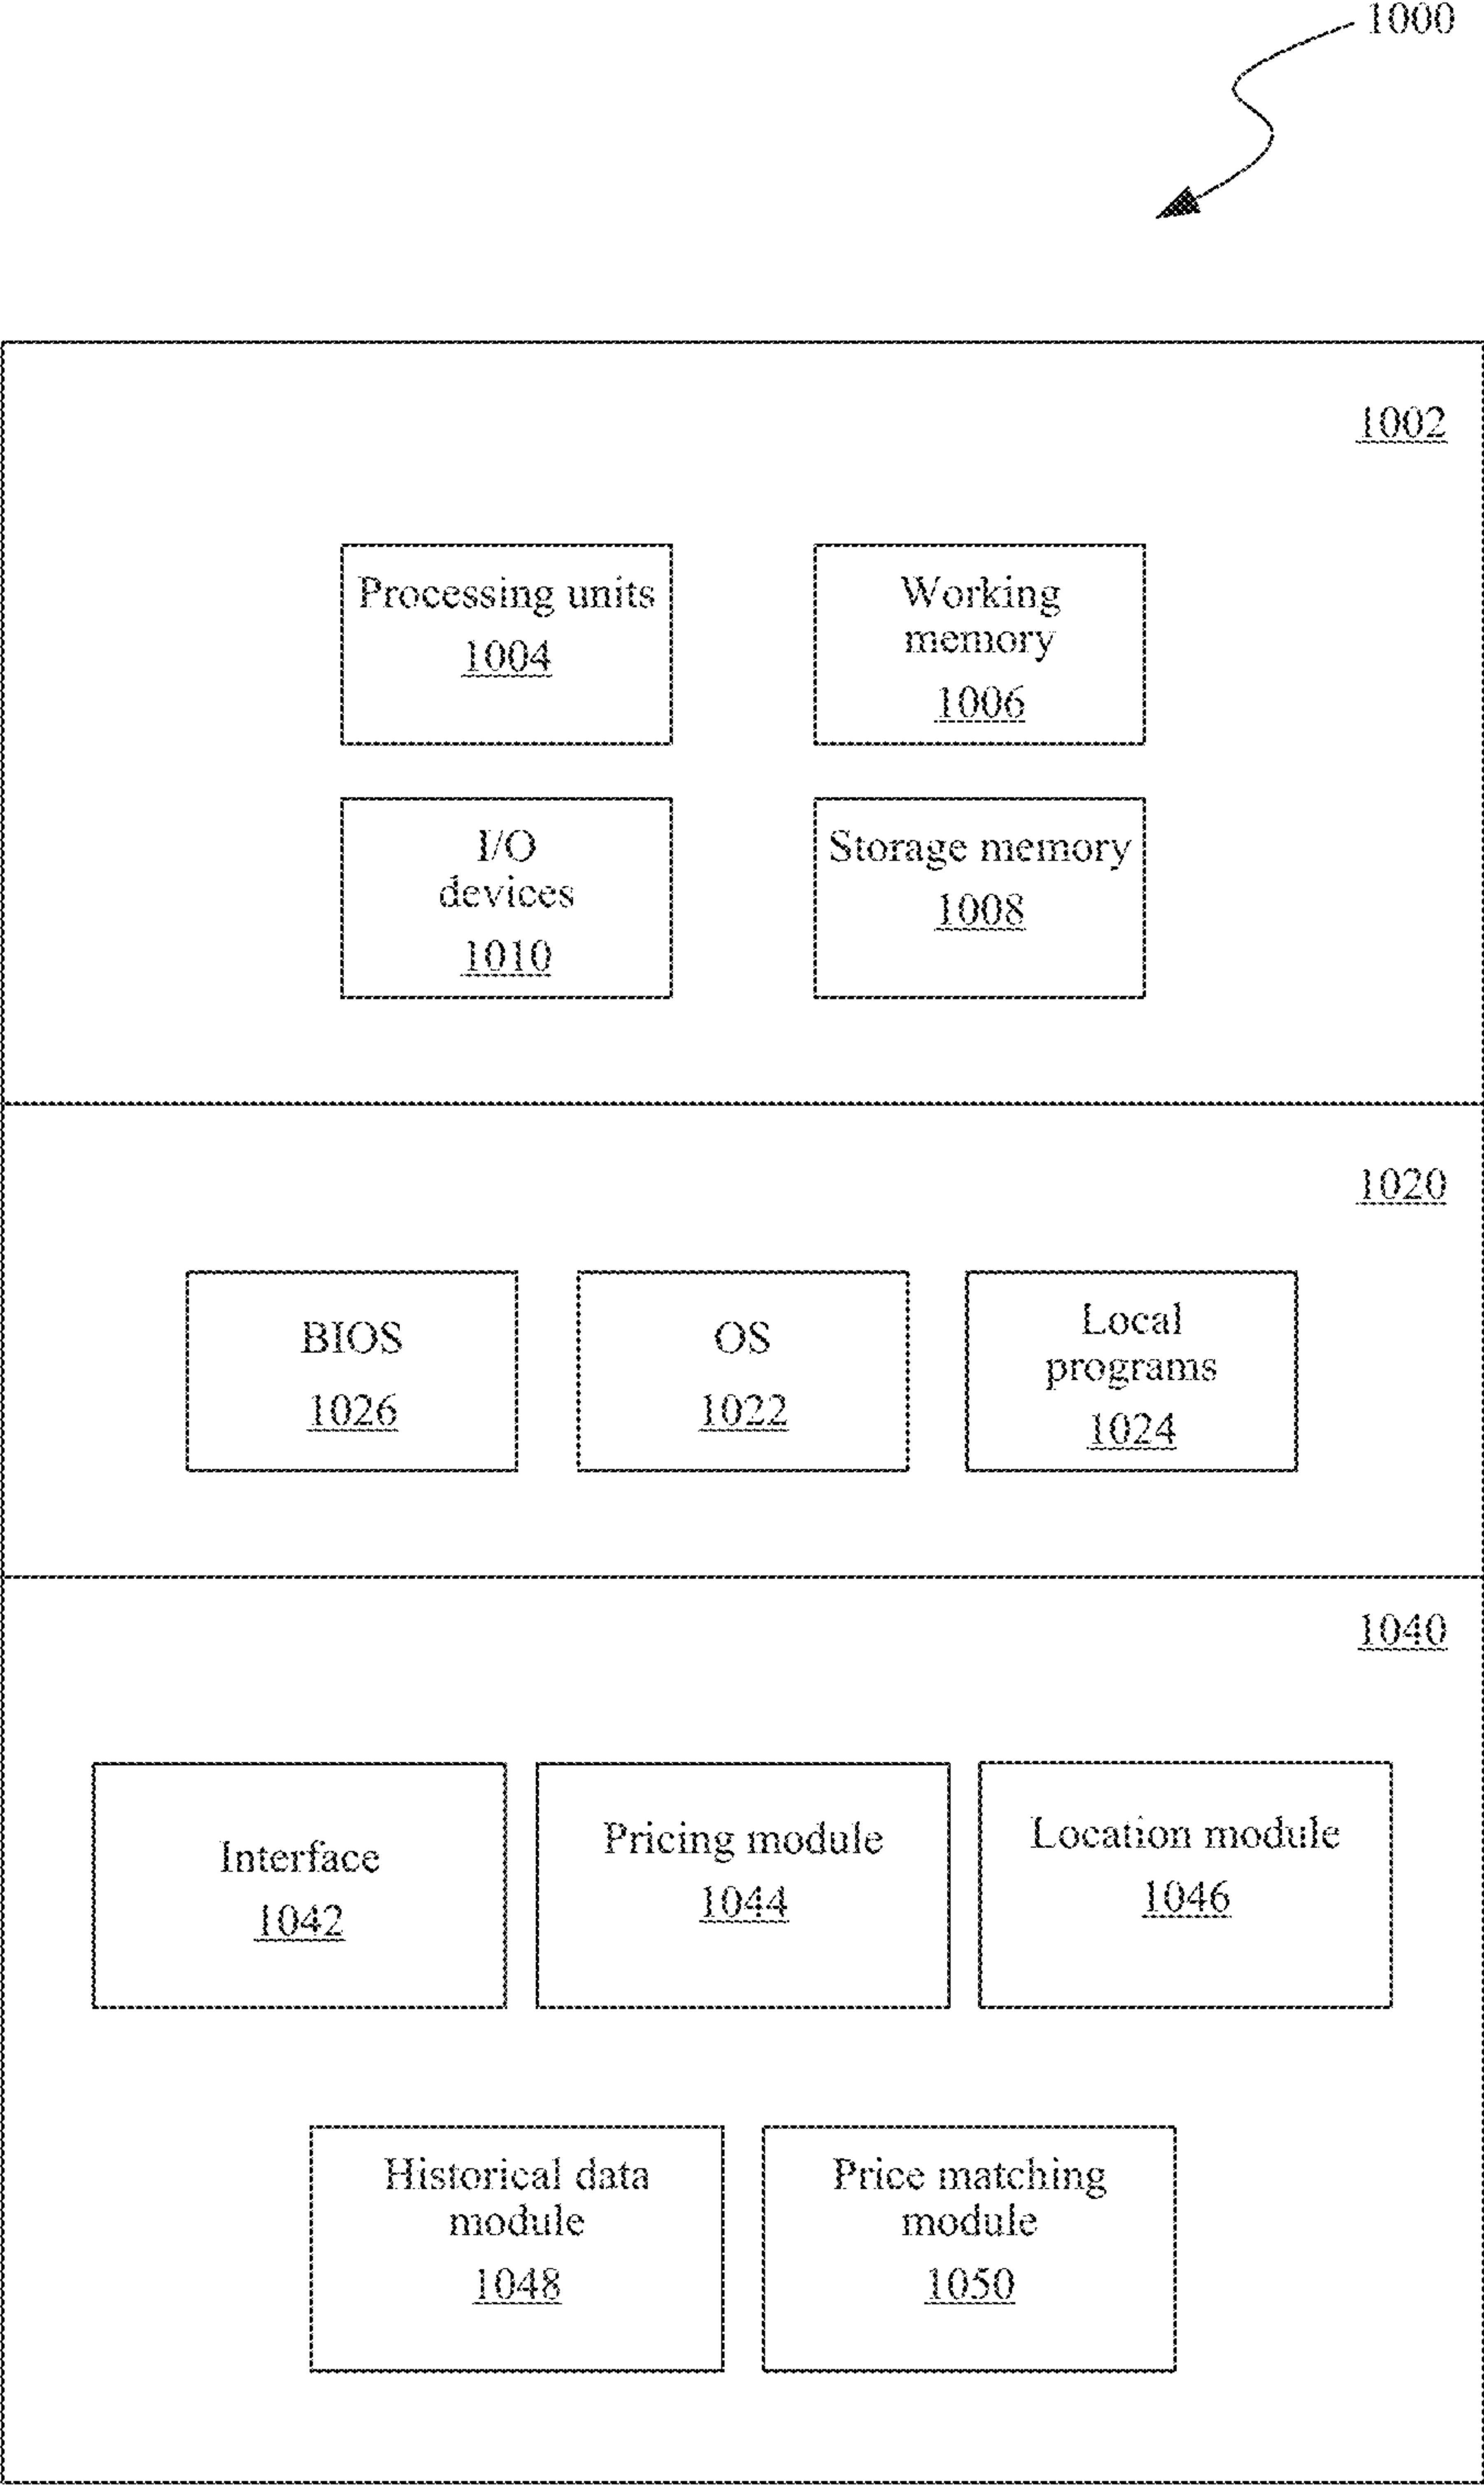 1000
1002
Processing units
1004
Working
memory
1006
I/O
devices
1010
Storage memory
1008
1020
BIOS
1026
OS
1022
Local
programs
1024
1040
Interface
1042
Pricing module
1044
Location module
1046
Historical data
module
1048
Price matching
module
1050